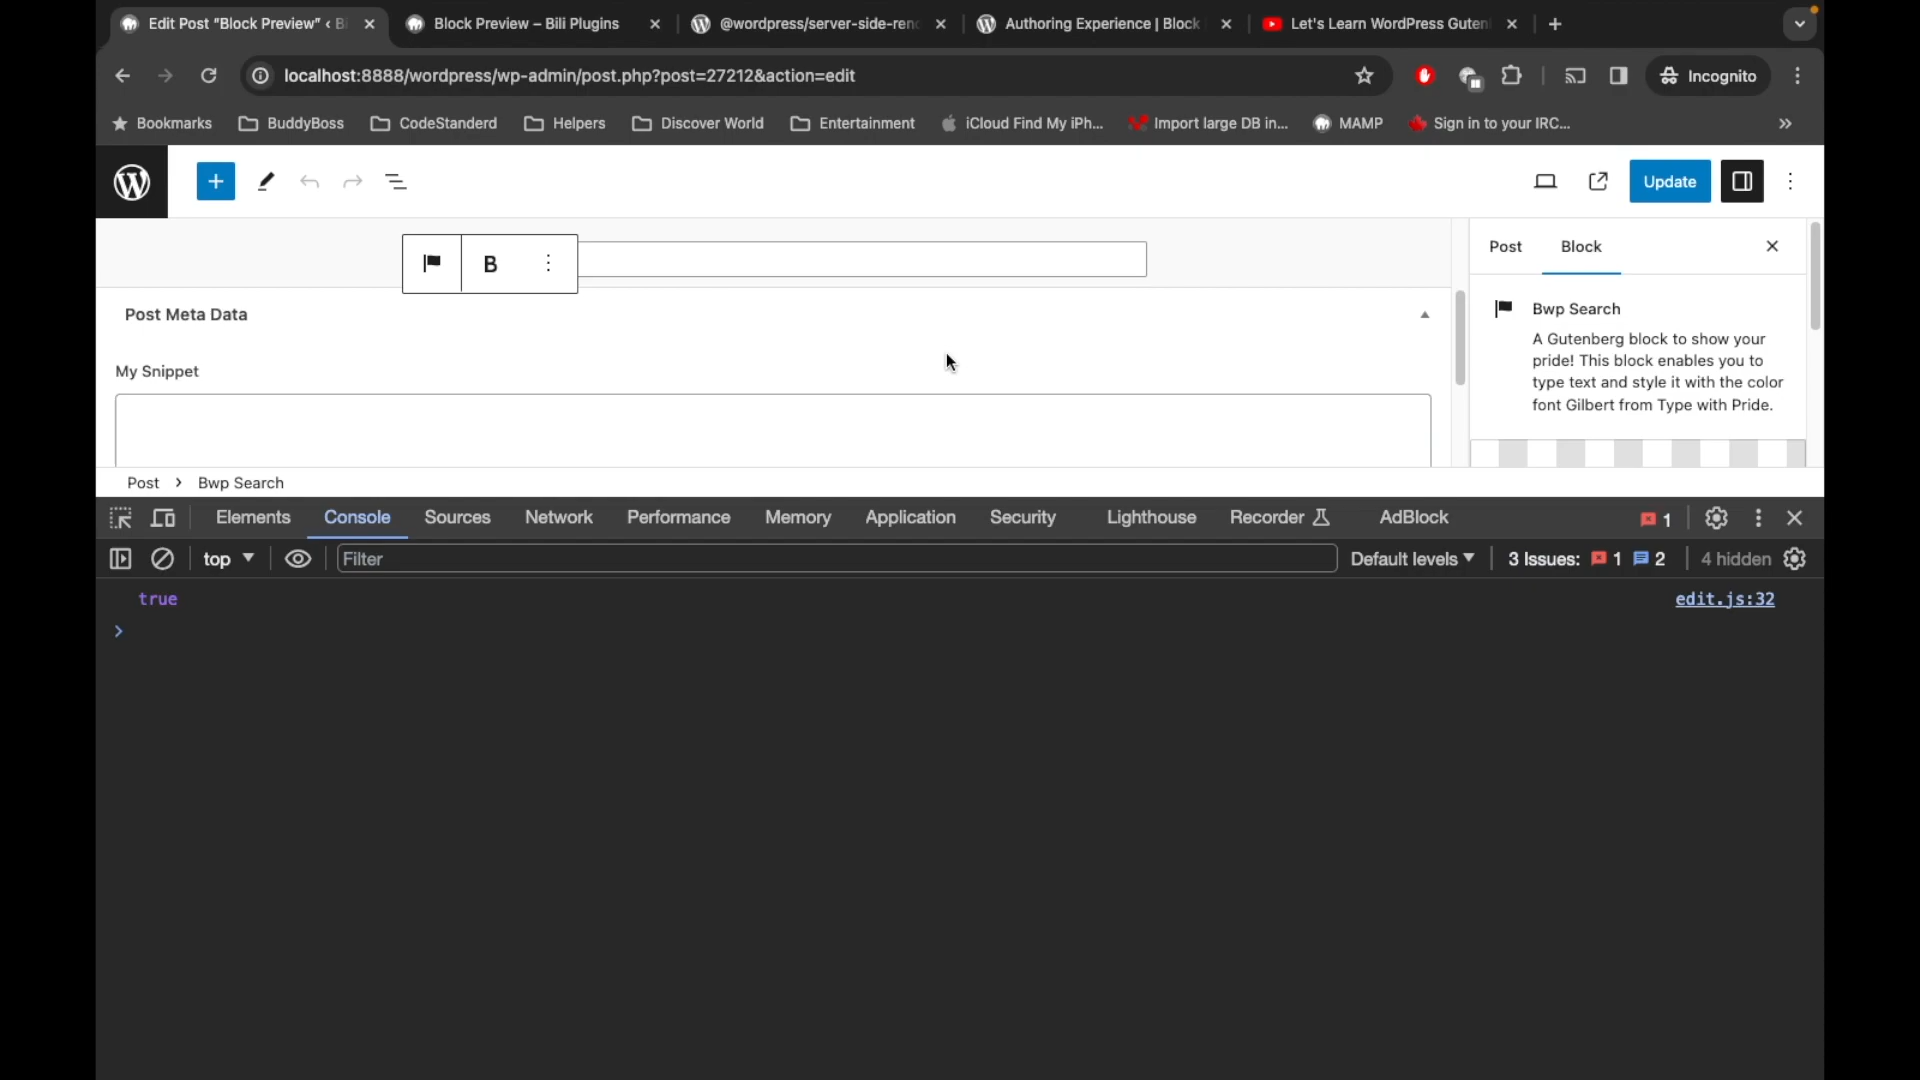 Edit Post “Block Preview” ‹ Bi
Block Preview – Bili Plugins
@wordpress/server-side-ren
Authoring Experience | Block
Let's Learn WordPress Guten
localhost:8888/wordpress/wp-admin/post.php?post=27212&action=edit
Incognito
Bookmarks
BuddyBoss
CodeStanderd
Helpers
Discover World
Entertainment
iCloud Find My iPh...
Import large DB in...
MAMP
Sign in to your IRC...
Update
B
Post
Block
Bwp Search
A Gutenberg block to show your
pride! This block enables you to
type text and style it with the color
font Gilbert from Type with Pride.
Post Meta Data
My Snippet
Post › Bwp Search
Elements
Console
Sources
Network
Performance
Memory
Application
Security
Lighthouse
Recorder
AdBlock
1
top
Filter
Default levels
3 Issues:
1
2
4 hidden
true
edit.js:32